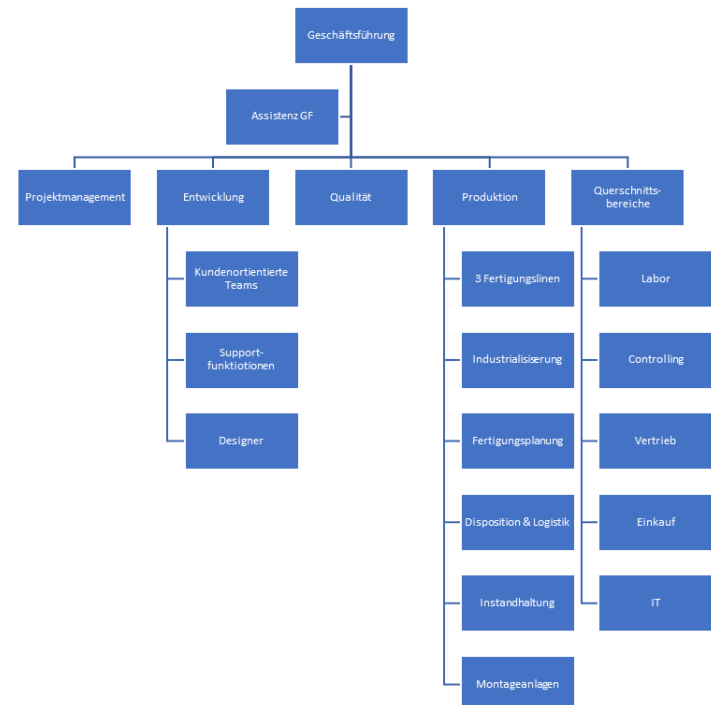 Geschäftsführung
Assistenz GF
Projektmanagement
Entwicklung
Qualität
Produktion
Querschnitts-
bereiche
Kundenortientierte
Teams
Support-
funktiotionen
Designer
3 Fertigungslinen
Industrialisiserung
Fertigungsplanung
Disposition & Logistik
Instandhaltung
Montageanlagen
Labor
Controlling
Vertrieb
Einkauf
IT